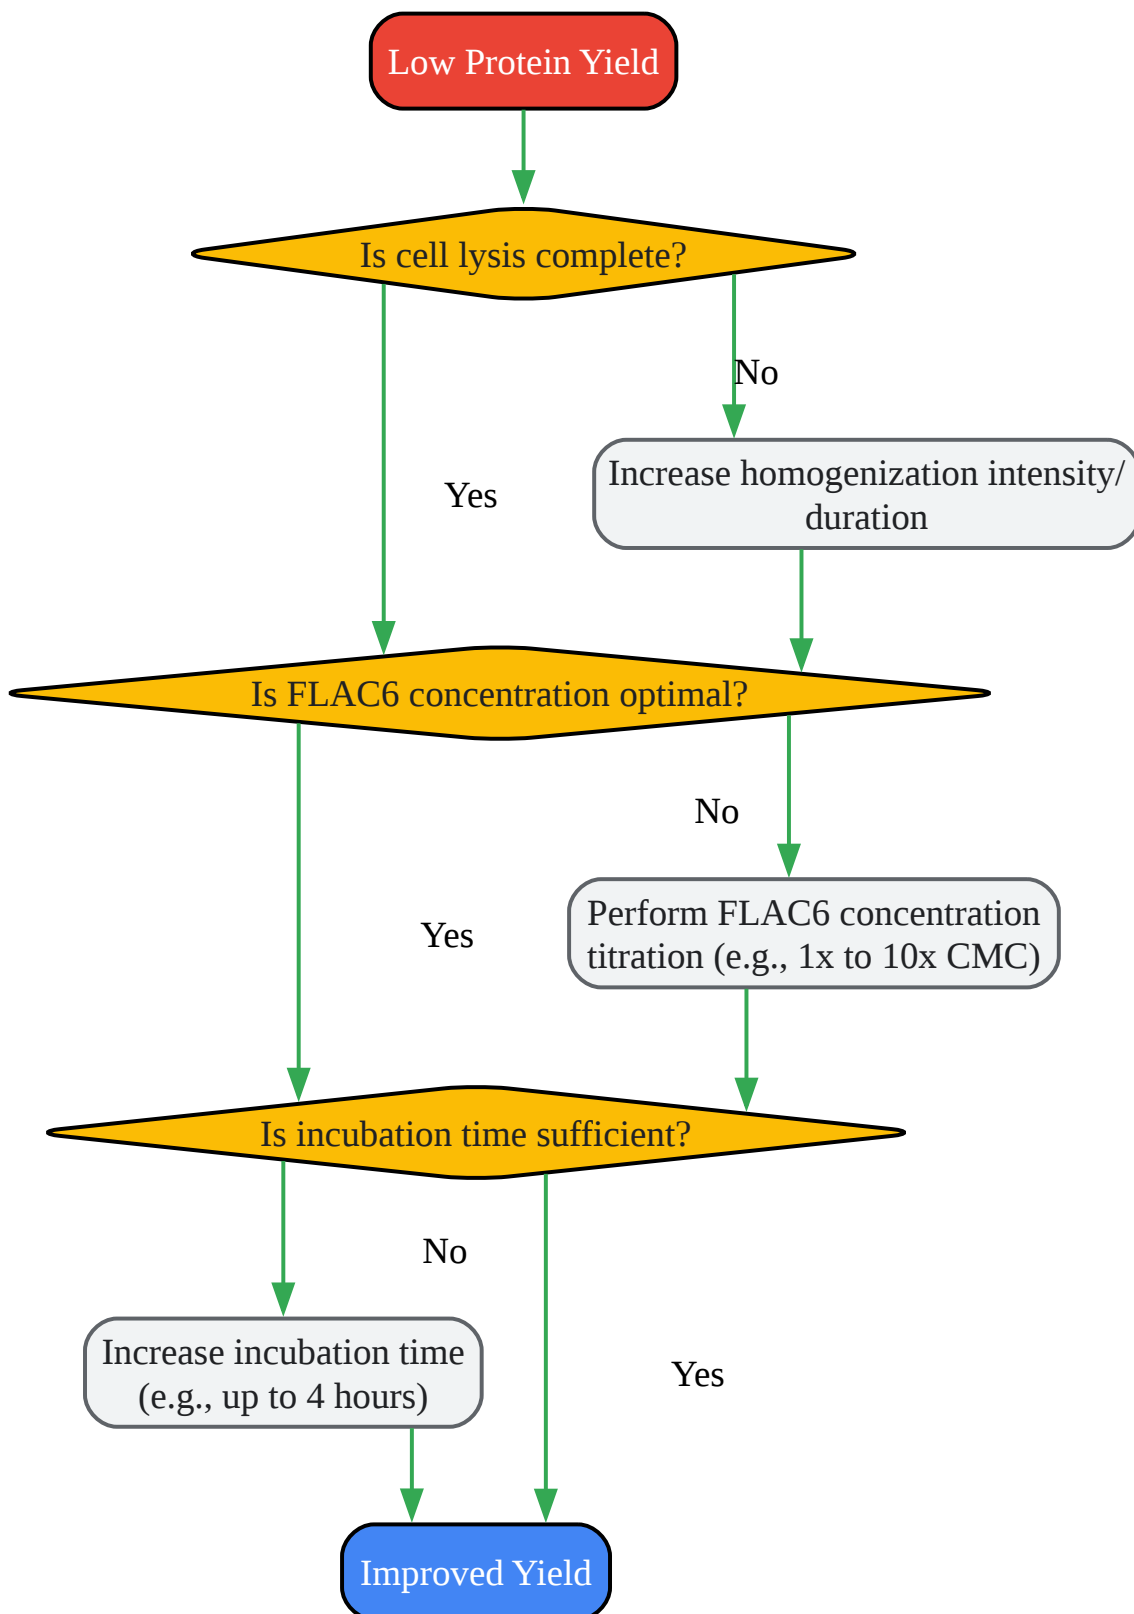 Low Protein Yield
Is cell lysis complete?
No
Increase homogenization intensity/
duration
Yes
Is FLAC6 concentration optimal?
No
Perform FLAC6 concentration
titration (e.g., 1x to 10x CMC)
Yes
Is incubation time sufficient?
No
Increase incubation time
(e.g., up to 4 hours)
Yes
Improved Yield